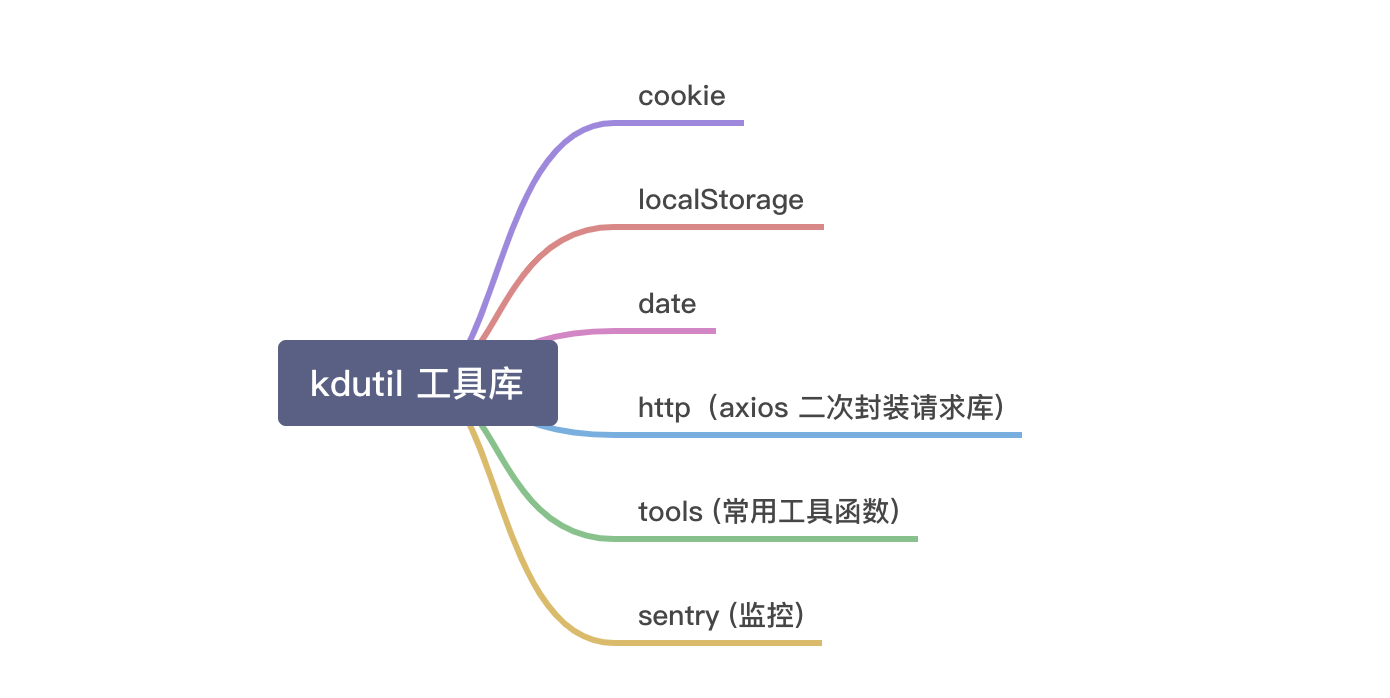 cookie
localStorage
date
kdutil 工具库
http（axios 二次封装请求库）
tools (常用工具函数)
sentry (监控)